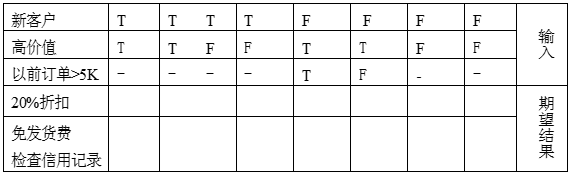 新客户 T T T T F F F F 输入
高价值 T T F F T T F F
以前订单>5K - - - - T F - -
20%折扣 期望结果
免发货费
检查信用记录